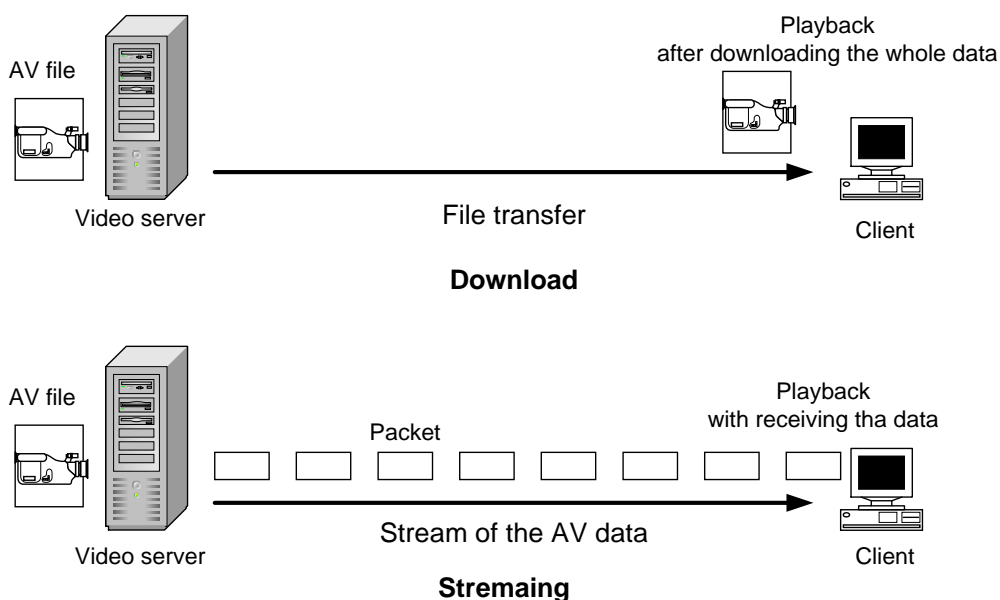 Playback
after downloading the whole data
AV file
Video server
File transfer
Client
Download
AV file
Playback
with receiving tha data
Packet
Stream of the AV data
Video server
Client
Stremaing